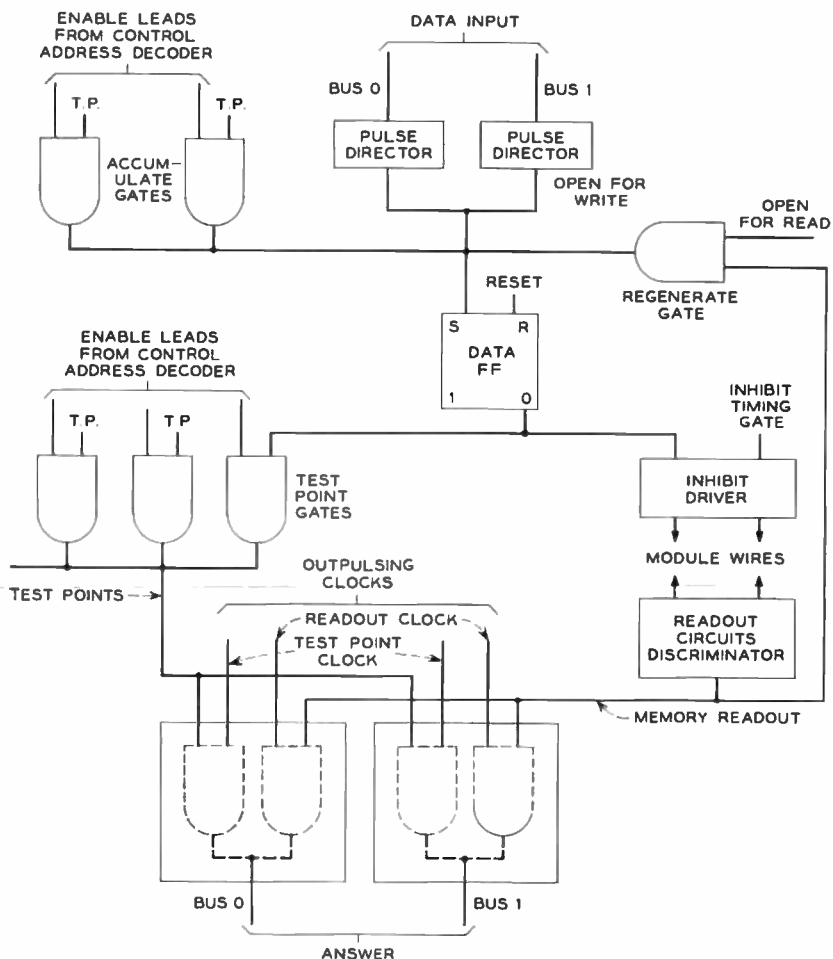 ENABLE LEADS
FROM CONTROL
ADDRESS DECODER
T.P.
T.P.
ACCUM-
ULATE
GATES
DATA INPUT
BUS 0
BUS 1
PULSE
DIRECTOR
PULSE
DIRECTOR
OPEN FOR
WRITE
OPEN
FOR READ
REGENERATE
GATE
RESET
S
R
DATA
FF
1
0
ENABLE LEADS
FROM CONTROL
ADDRESS DECODER
T.P.
T.P
TEST
POINT
GATES
INHIBIT
TIMING
GATE
INHIBIT
DRIVER
MODULE WIRES
READOUT
CIRCUITS
DISCRIMINATOR
TEST POINTS
OUTPULSING
CLOCKS
READOUT CLOCK
TEST POINT
CLOCK
MEMORY READOUT
BUS 0
BUS 1
ANSWER